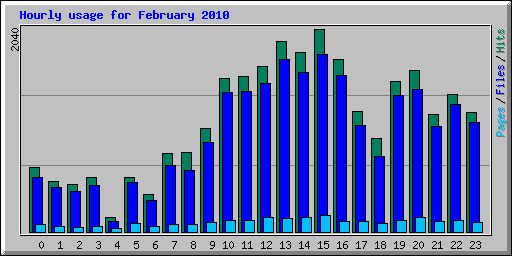 Hourly usage for February 2010
2040
Pages/Files/Hits
0 1 2 3 4 5 6 7 8 9 10 11 12 13 14 15 16 17 18 19 20 21 22 23